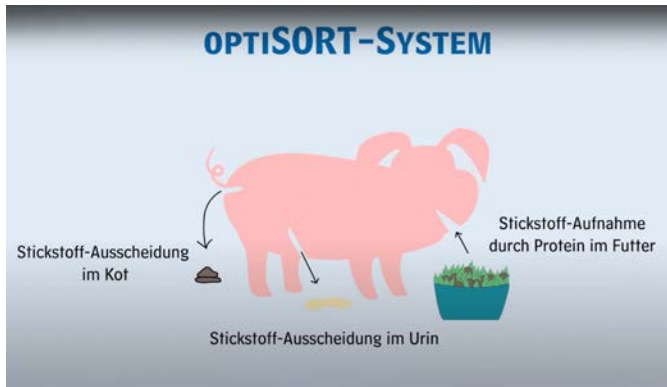 OPTISORT-SYSTEM
Stickstoff-Aufnahme
durch Protein im Futter
Stickstoff-Ausscheidung
im Kot
Stickstoff-Ausscheidung im Urin